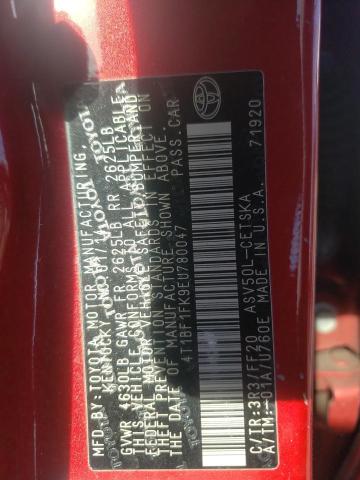 MFD. BY: TOYOTA MOTOR MANUFACTURING,
KENTUCKY, INC. 
GVWR 4630LB GAWR FR 2625LB RR 2625LB
THIS VEHICLE CONFORMS TO ALL APPLICABLE
FEDERAL MOTOR VEHICLE SAFETY, BUMPER, AND
THEFT PREVENTION STANDARDS IN EFFECT ON
THE DATE OF MANUFACTURE SHOWN ABOVE.
4T1BF1FK9EU780047 PASS.CAR
C/TR:3R3/FF20 ASV50L-CETSKA
A/TM:-01A/U760E MADE IN U.S.A. 71920